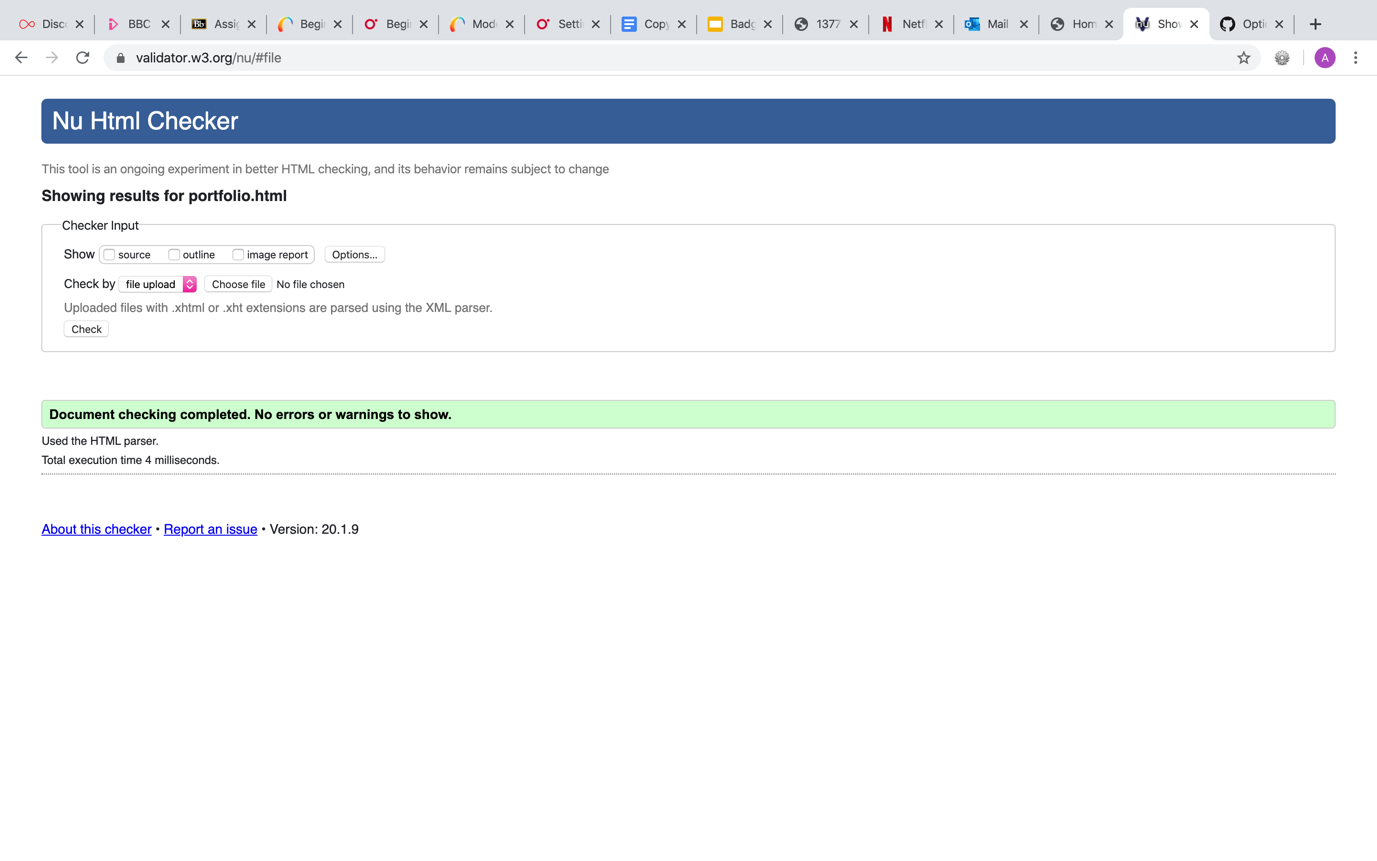 Disc BBC Bb Assig Begi Begi Mod Setti Copy Badg 1377 Netf Mail Hom Show Opti
validator.w3.org/nu/#file A
Nu Html Checker
This tool is an ongoing experiment in better HTML checking, and its behavior remains subject to change
Showing results for portfolio.html
Checker Input
Show source outline image report Options...
Check by file upload Choose file No file chosen
Uploaded files with .xhtml or .xht extensions are parsed using the XML parser.
Check
Document checking completed. No errors or warnings to show.
Used the HTML parser.
Total execution time 4 milliseconds.
About this checker • Report an issue • Version: 20.1.9